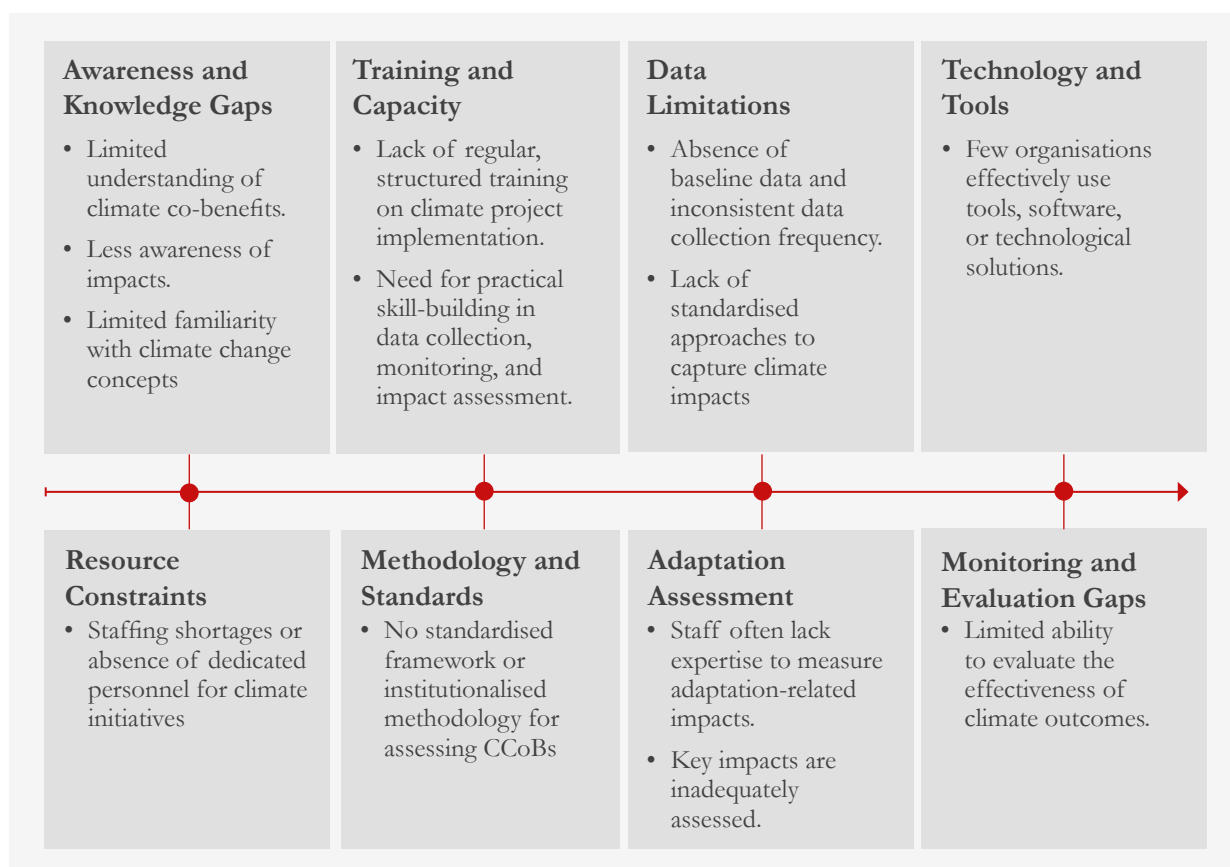 Awareness and
Knowledge Gaps
• Limited
understanding of
climate co-benefits.
• Less awareness of
impacts.
• Limited familiarity
with climate change
concepts
Training and
Capacity
• Lack of regular,
structured training
on climate project
implementation.
• Need for practical
skill-building in
data collection,
monitoring, and
impact assessment.
Data
Limitations
• Absence of
baseline data and
inconsistent data
collection frequency.
• Lack of
standardised
approaches to
capture climate
impacts
Technology and
Tools
• Few organisations
effectively use
tools, software,
or technological
solutions.
Resource
Constraints
• Staffing shortages or
absence of dedicated
personnel for climate
initiatives
Methodology and
Standards
• No standardised
framework or
institutionalised
methodology for
assessing CCoBs
Adaptation
Assessment
• Staff often lack
expertise to measure
adaptation-related
impacts.
• Key impacts are
inadequately
assessed.
Monitoring and
Evaluation Gaps
• Limited ability
to evaluate the
effectiveness of
climate outcomes.